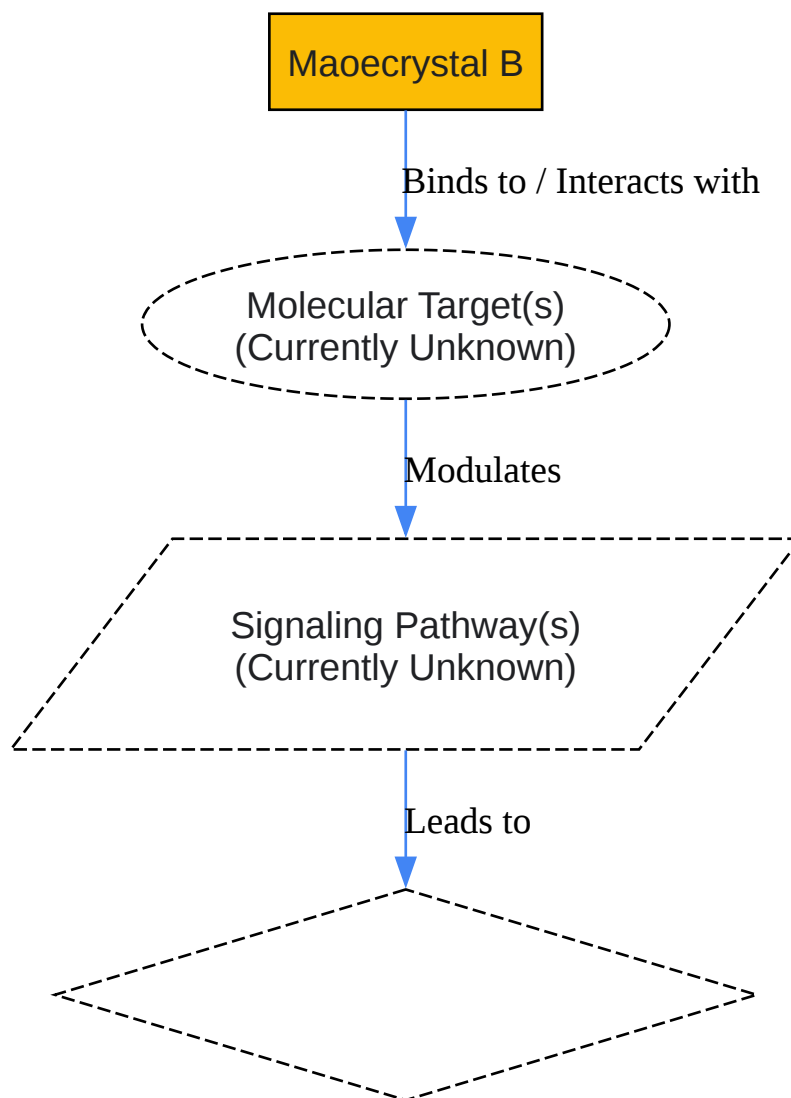 Maoecrystal B
Binds to / Interacts with
Molecular Target(s)
(Currently Unknown)
Modulates
Signaling Pathway(s)
(Currently Unknown)
Leads to